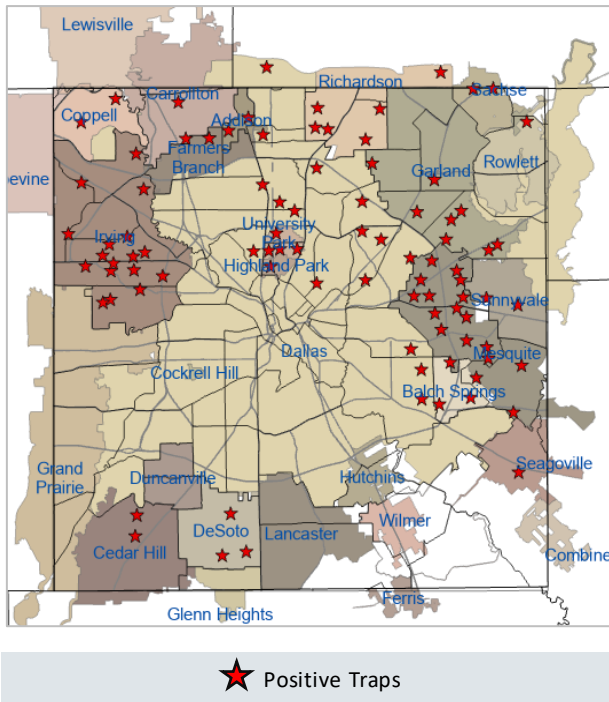 Lewisville
Richardson
Sachse
Carrollton
Coppell
Addison
Farmers
Branch
Rowlett
Garland
evine
University
Park
Irving
Highland Park
Sunnvale
Dallas
Mesquite
Cockrell Hill
Balch Springs
Seagoville
Grand
Prairie
Duncanville
Hutchins
DeSoto
Lancaster
Wilmer
Cedar Hill
Combine
Ferris
Glenn Heights
Positive Traps